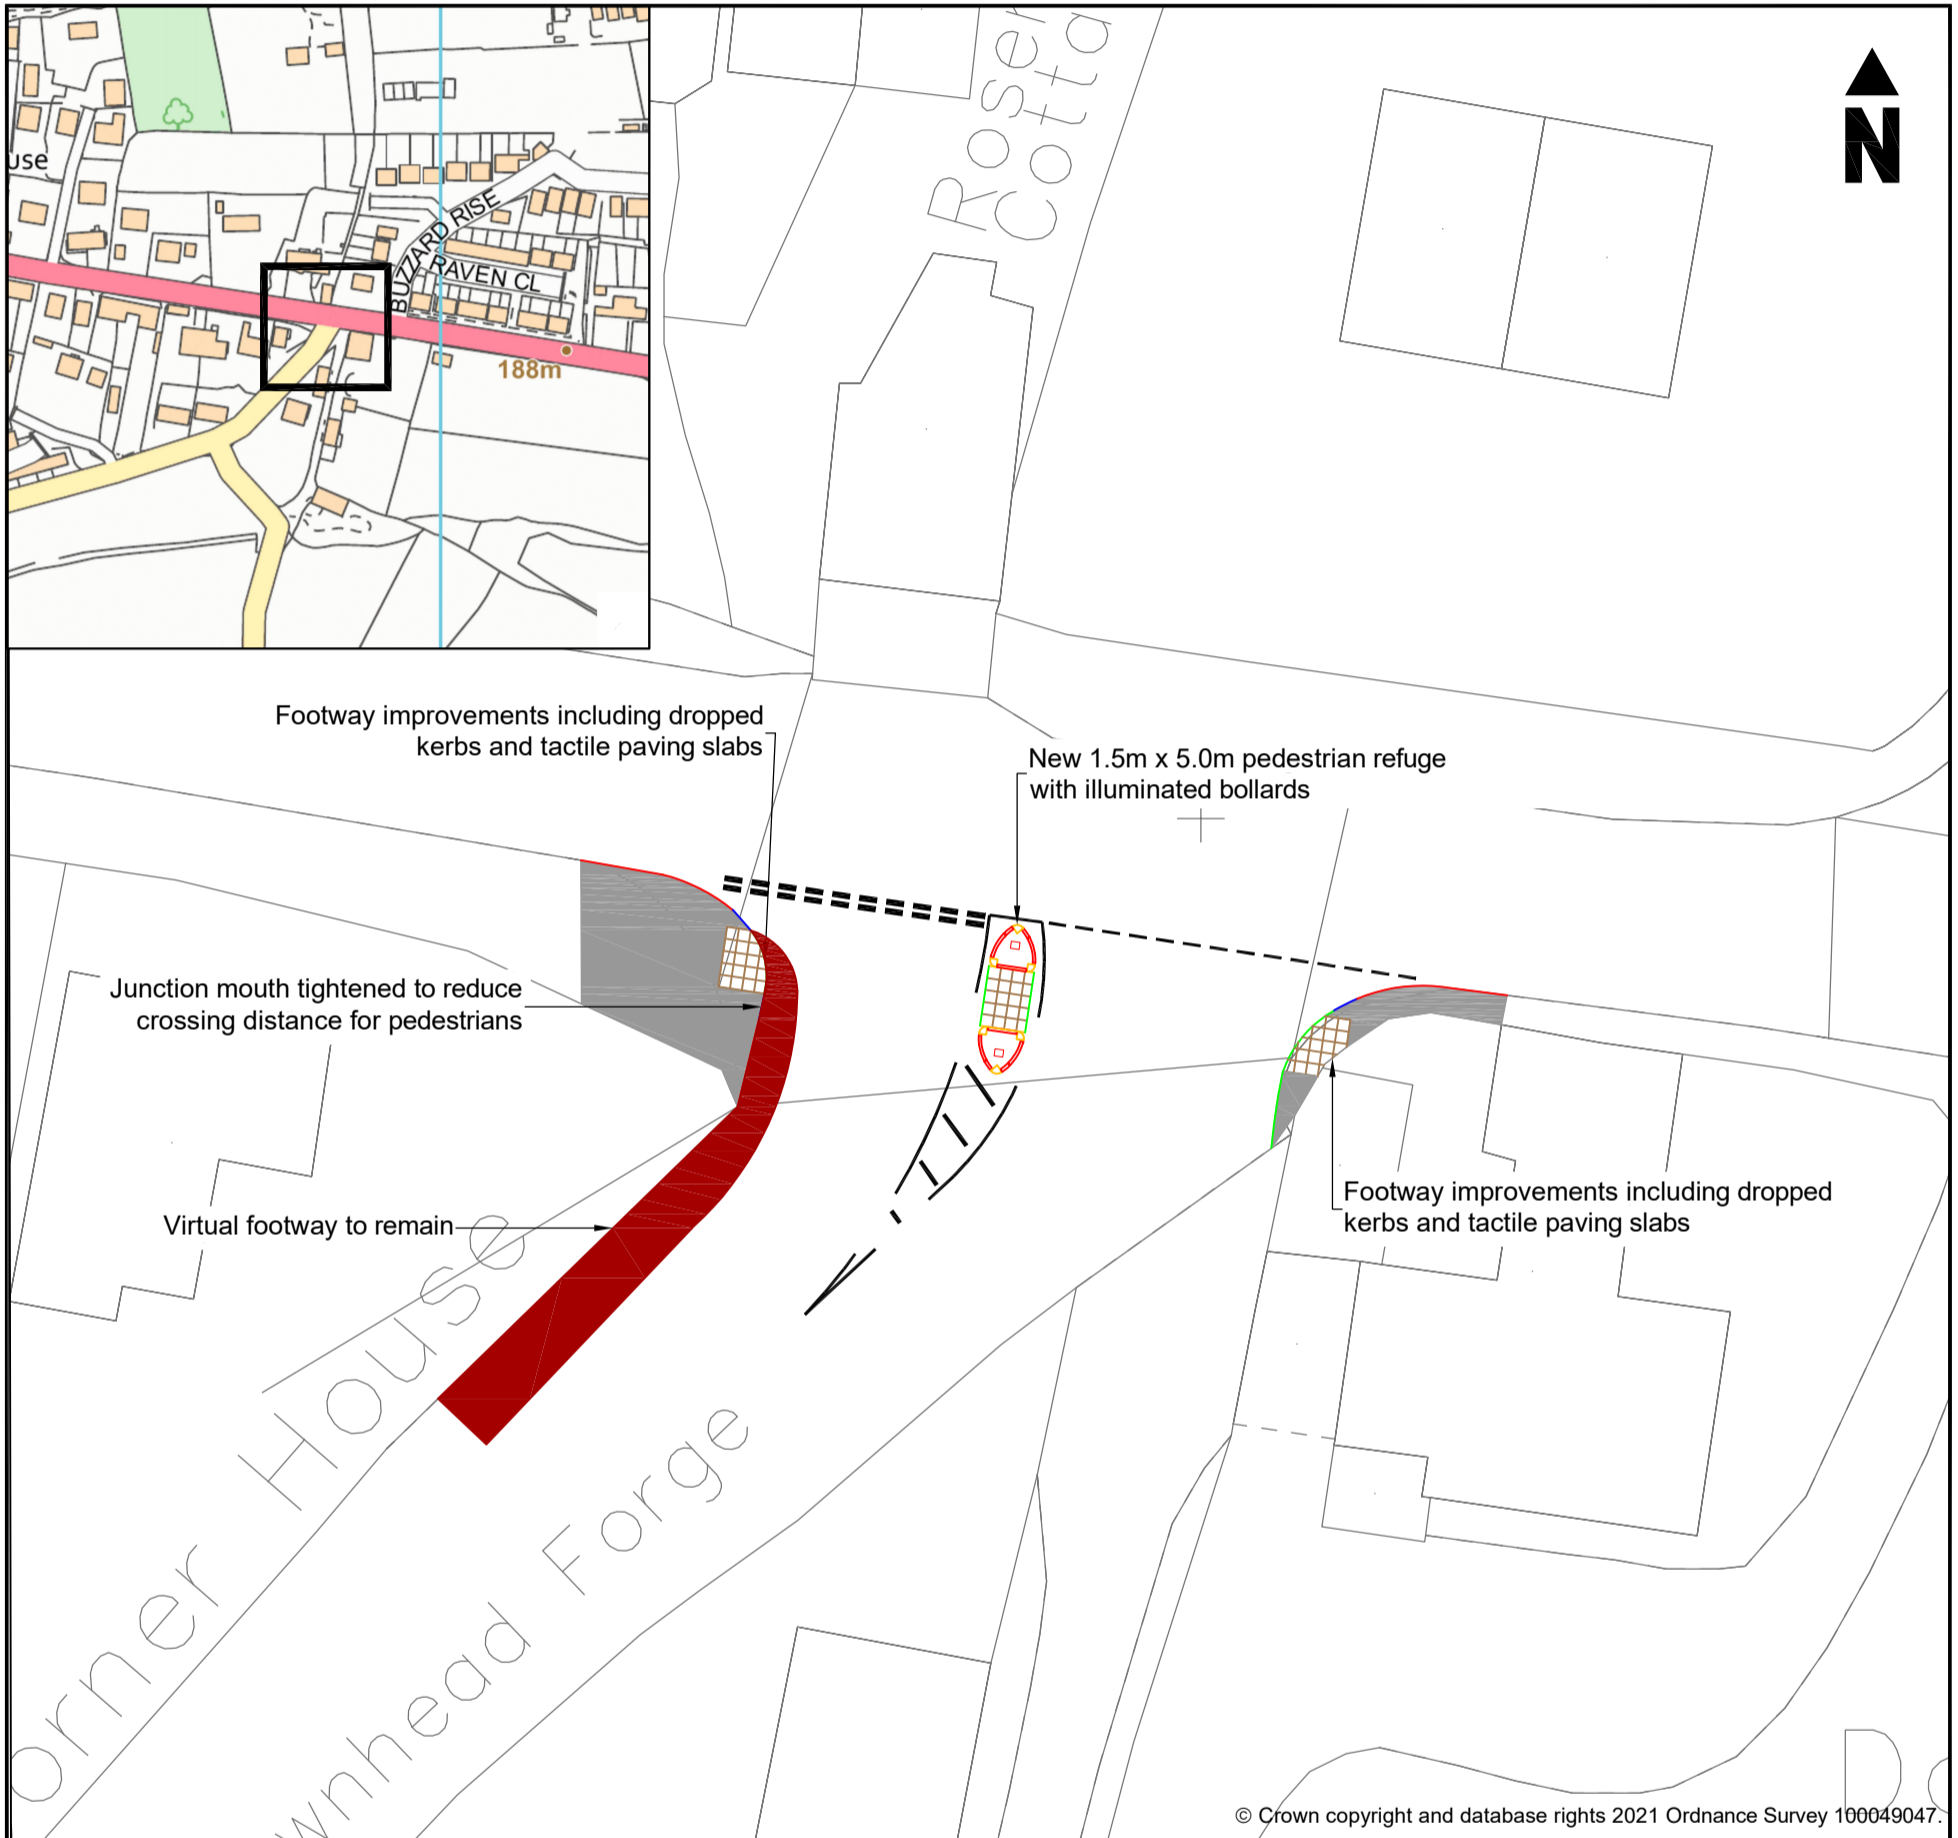 use
BUZZARD RISE
RAVEN CL
188m
N
Footway improvements including dropped
kerbs and tactile paving slabs
New 1.5m x 5.0m pedestrian refuge
with illuminated bollards
Junction mouth tightened to reduce
crossing distance for pedestrians
Virtual footway to remain
Footway improvements including dropped
kerbs and tactile paving slabs
orner House
wnhead Forge
© Crown copyright and database rights 2021 Ordnance Survey 100049047.